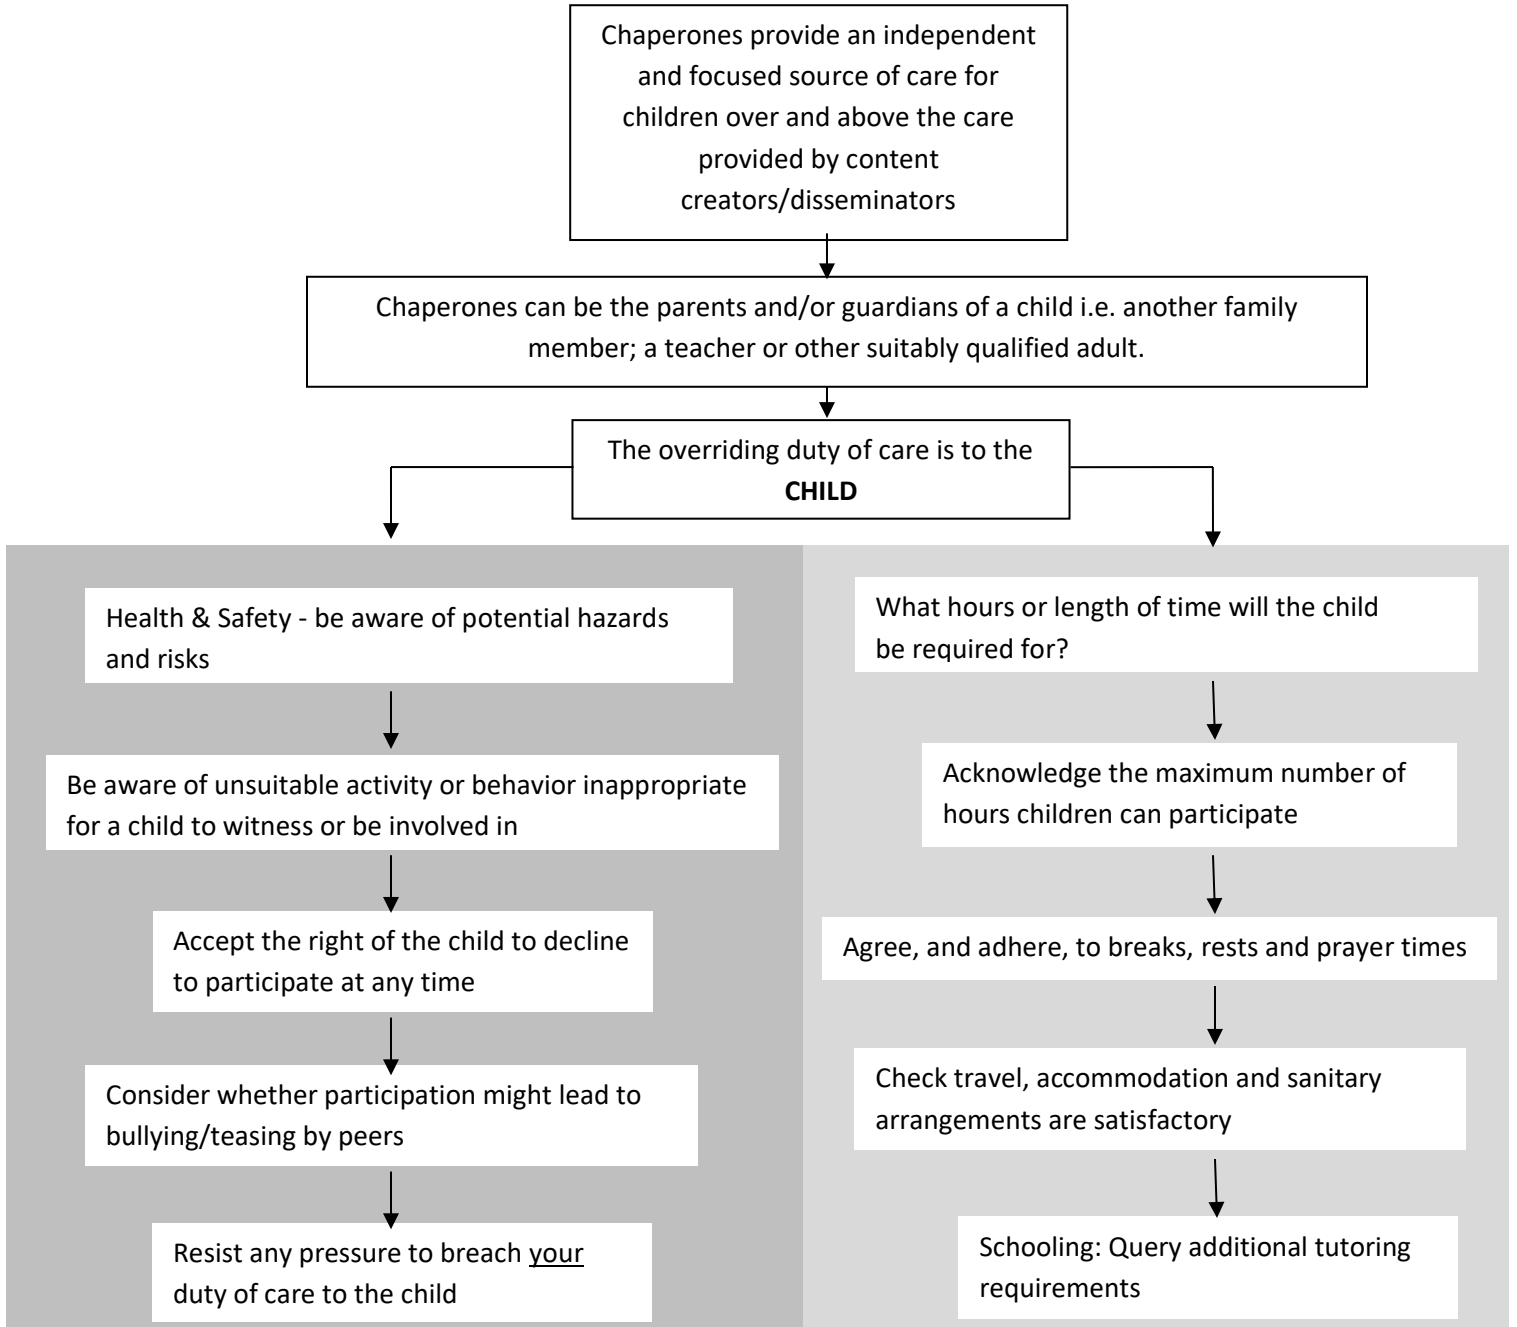 Chaperones provide an independent
and focused source of care for
children over and above the care
provided by content
creators/disseminators
Chaperones can be the parents and/or guardians of a child i.e. another family
member; a teacher or other suitably qualified adult.
The overriding duty of care is to the
CHILD
Health & Safety - be aware of potential hazards
and risks
Be aware of unsuitable activity or behavior inappropriate
for a child to witness or be involved in
Accept the right of the child to decline
to participate at any time
Consider whether participation might lead to
bullying/teasing by peers
Resist any pressure to breach your
duty of care to the child
What hours or length of time will the child
be required for?
Acknowledge the maximum number of
hours children can participate
Agree, and adhere, to breaks, rests and prayer times
Check travel, accommodation and sanitary
arrangements are satisfactory
Schooling: Query additional tutoring
requirements